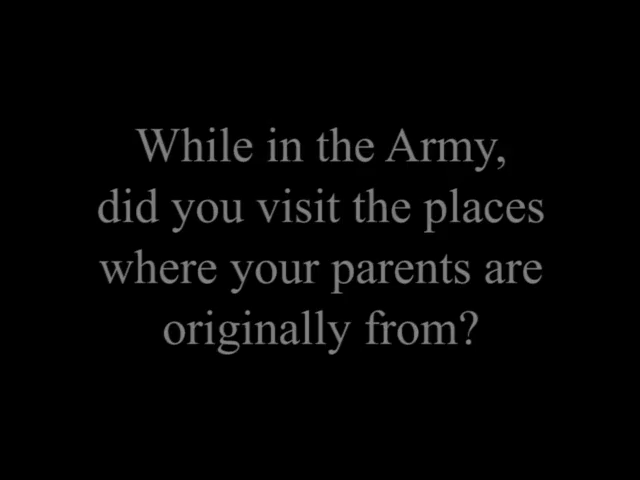 While in the Army,
did you visit the places
where your parents are
originally from?